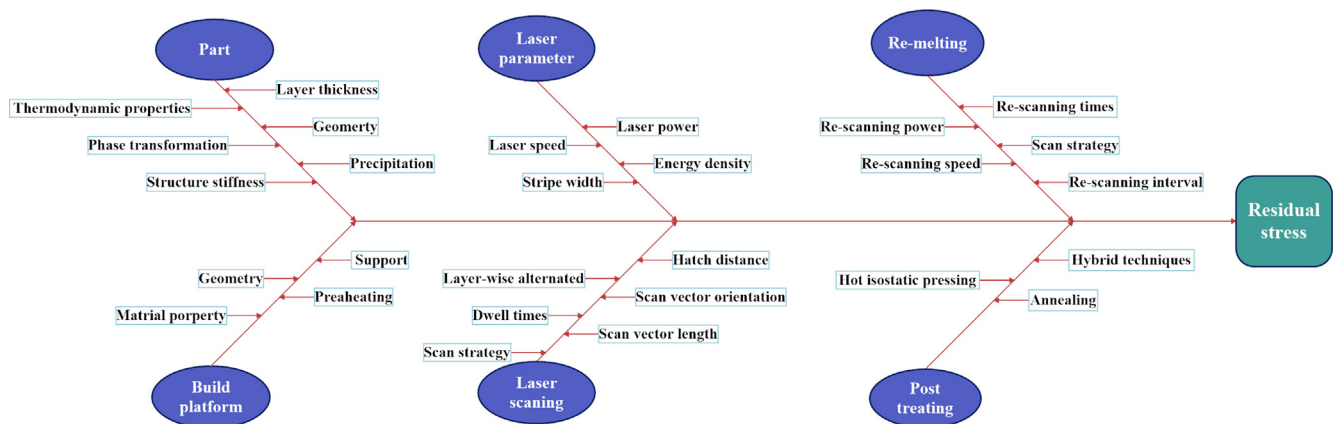 Part
Laser
parameter
Re-melting
Layer thickness
Thermodynamic properties
Geomerty
Phase transformation
Precipitation
Structure stiffness
Laser power
Laser speed
Energy density
Stripe width
Re-scanning times
Re-scanning power
Scan strategy
Re-scanning speed
Re-scanning interval
Residual
stress
Support
Geometry
Preaheating
Matrial porperty
Hatch distance
Layer-wise alternated
Scan vector orientation
Dwell times
Scan vector length
Scan strategy
Hybrid techniques
Hot isostatic pressing
Annealing
Build
platform
Laser
scaning
Post
treating